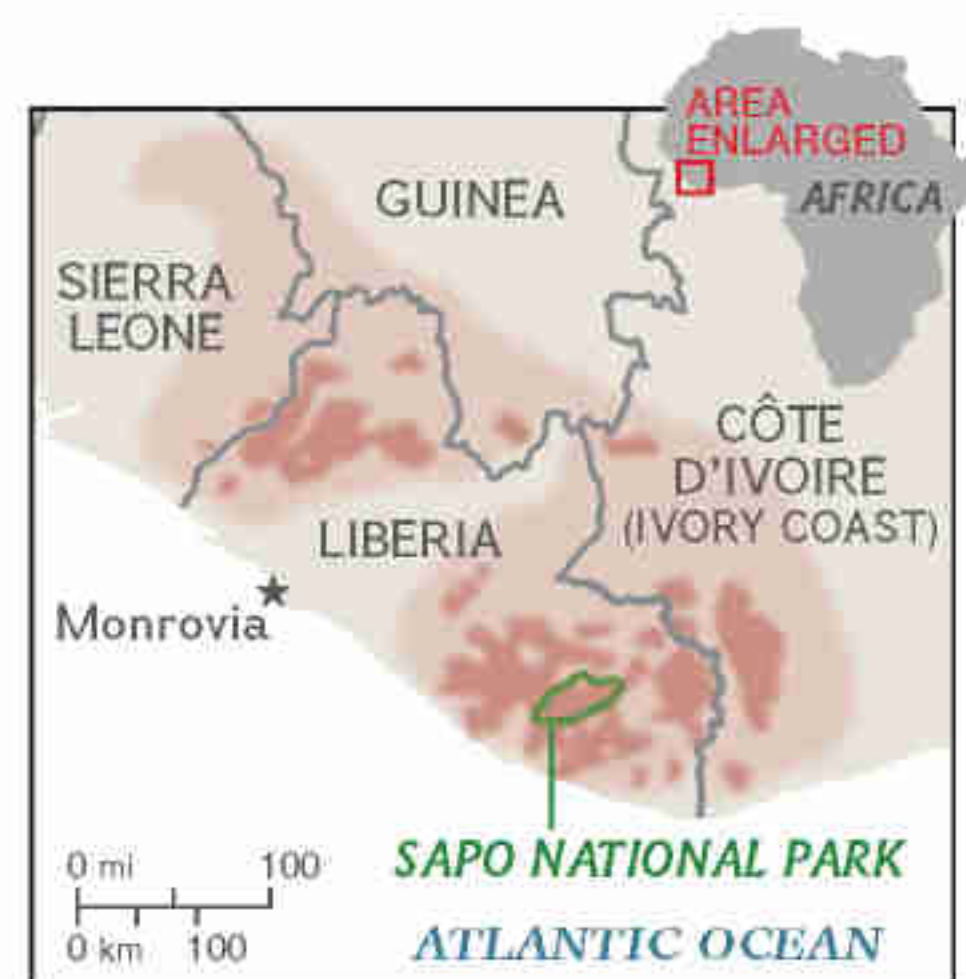 AREA
ENLARGED
AFRICA
GUINEA
SIERRA
LEONE
CÔTE
D'IVOIRE
(IVORY COAST)
LIBERIA
Monrovia
SAPO NATIONAL PARK
0 mi 100
0 km 100
ATLANTIC OCEAN